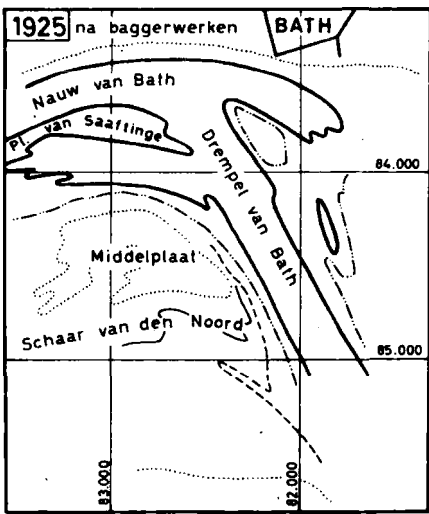 1925 na baggerwerken
BATH
Nauw van Bath
Pl. van Saaftinge
Drempel van Bath
84.000
Middelplaat
Schaar van den Noord
85.000
83.000
82.000